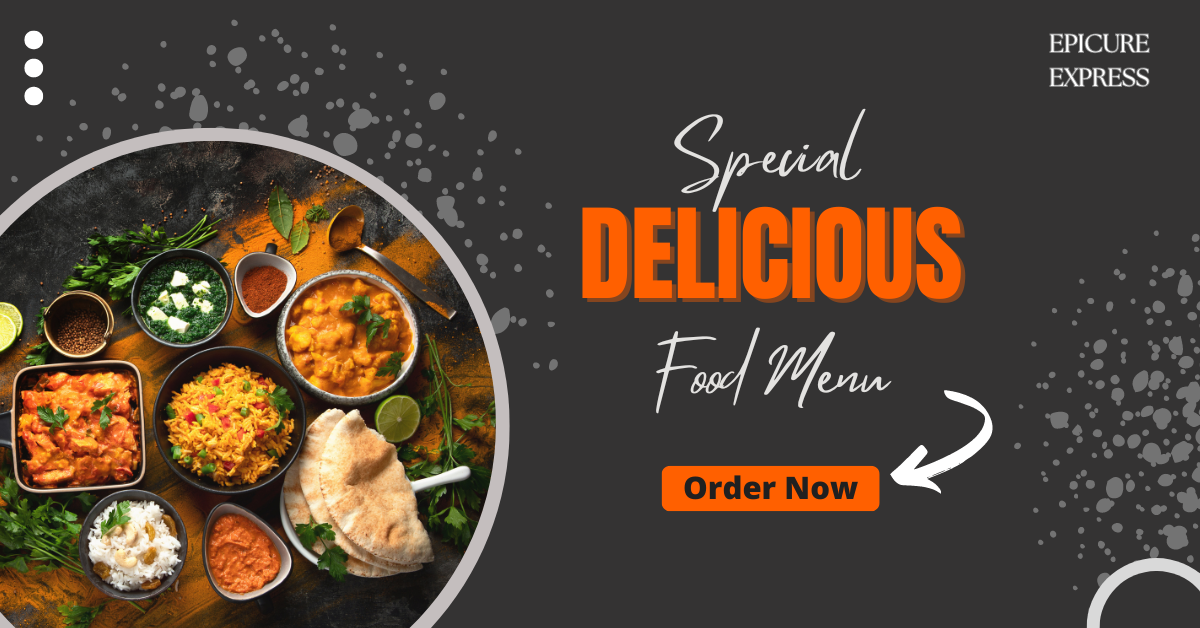 EPICURE
EXPRESS
Special
DELICIOUS
Food Menu
Order Now